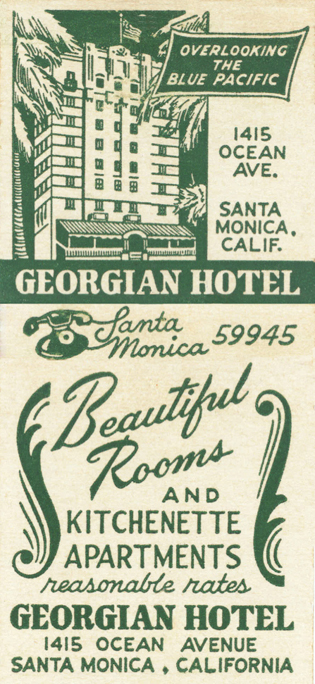 OVERLOOKING
THE
BLUE PACIFIC
1415
OCEAN
AVE.
SANTA
MONICA,
CALIF.
GEORGIAN HOTEL
Santa
Monica 59945
Beautiful
Rooms
AND
KITCHENETTE
APARTMENTS
reasonable rates
GEORGIAN HOTEL
1415 OCEAN AVENUE
SANTA MONICA, CALIFORNIA